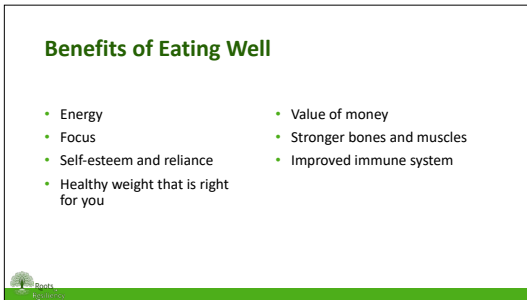 Benefits of Eating Well
• Energy
• Focus
• Self-esteem and reliance
• Healthy weight that is right
for you
• Value of money
• Stronger bones and muscles
• Improved immune system
Roots